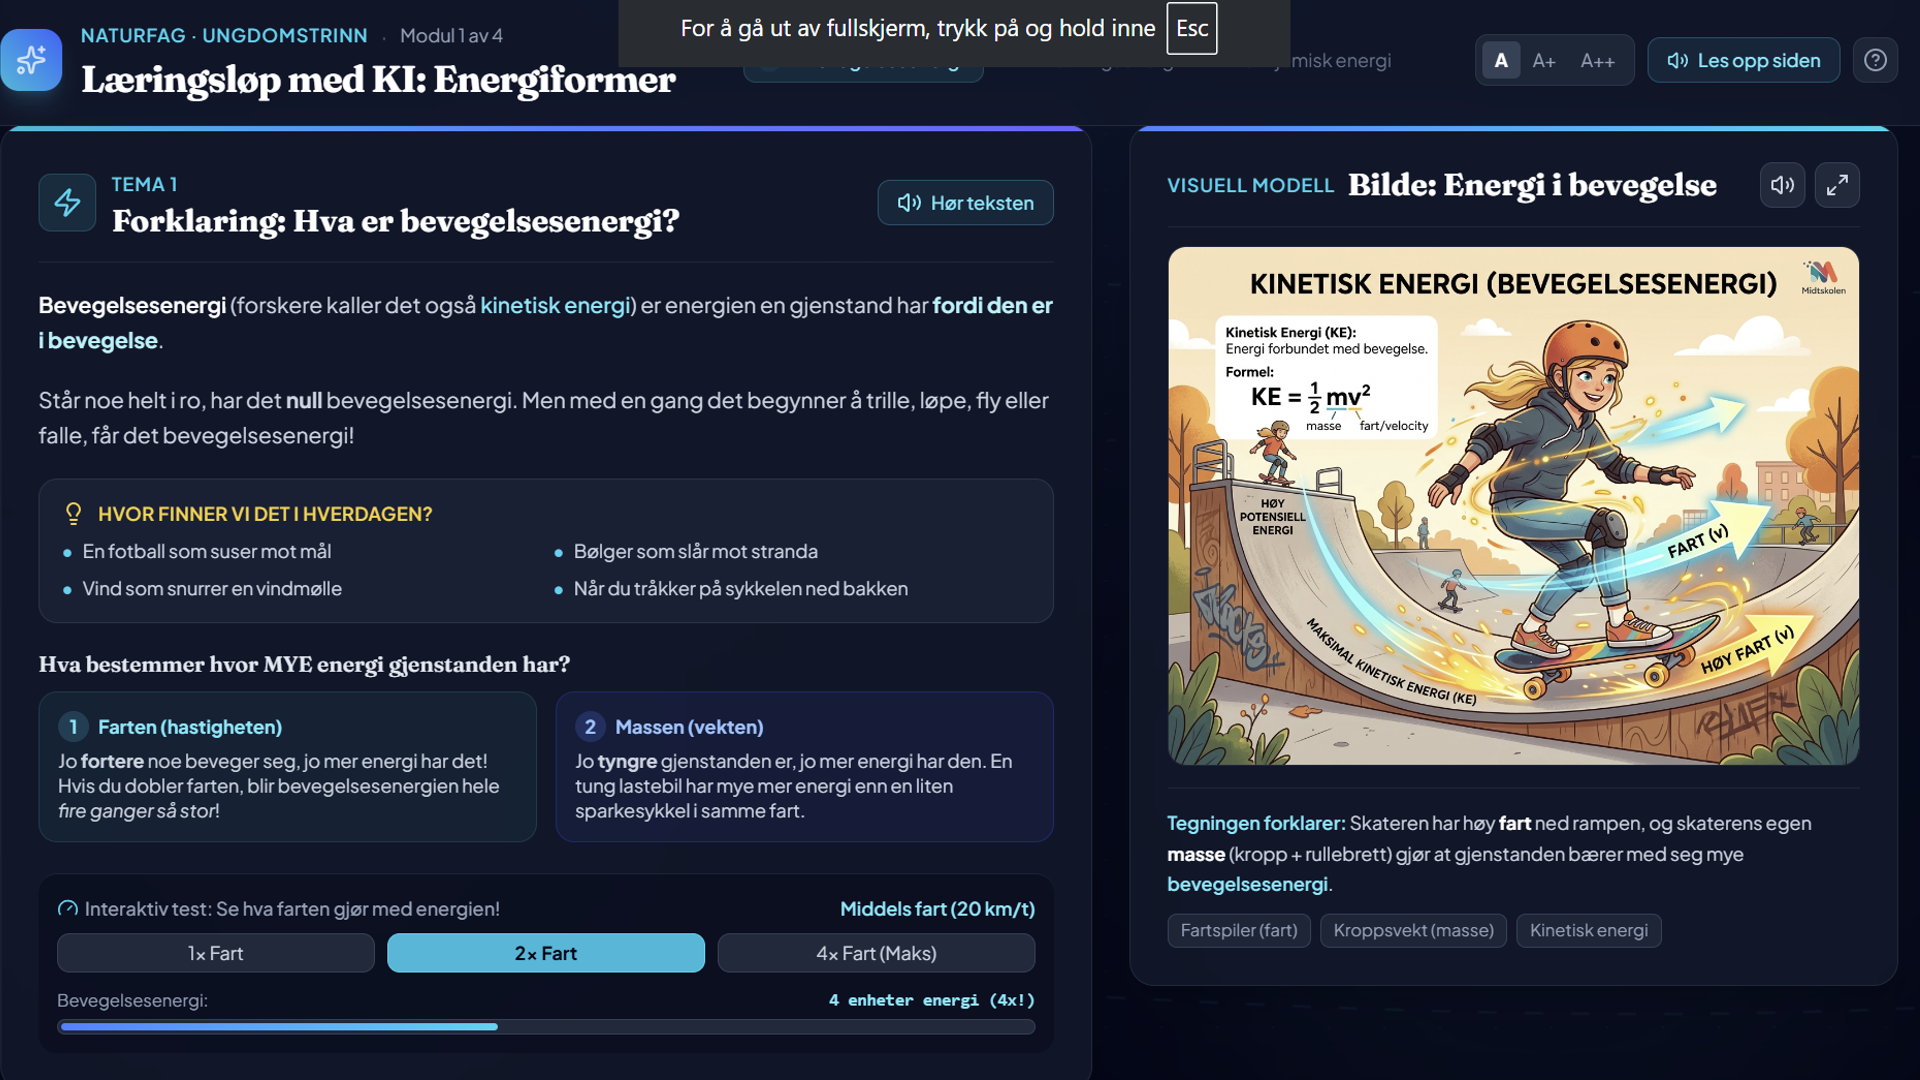 For å gå ut av fullskjerm, trykk på og hold inne Esc
NATURFAG · UNGDOMSTRINN · Modul 1 av 4
Læringsløp med KI: Energiformer
misk energi
A A+ A++
Les opp siden
TEMA 1
Forklaring: Hva er bevegelsesenergi?
Hør teksten
Bevegelsesenergi (forskere kaller det også kinetisk energi) er energien en gjenstand har fordi den er
i bevegelse.
Står noe helt i ro, har det null bevegelsesenergi. Men med en gang det begynner å trille, løpe, fly eller
falle, får det bevegelsesenergi!
HVOR FINNER VI DET I HVERDAGEN?
• En fotball som suser mot mål
• Bølger som slår mot stranda
• Vind som snurrer en vindmølle
• Når du tråkker på sykkelen ned bakken
Hva bestemmer hvor MYE energi gjenstanden har?
1 Farten (hastigheten)
Jo fortere noe beveger seg, jo mer energi har det!
Hvis du dobler farten, blir bevegelsesenergien hele
fire ganger så stor!
2 Massen (vekten)
Jo tyngre gjenstanden er, jo mer energi har den. En
tung lastebil har mye mer energi enn en liten
sparkesykkel i samme fart.
Interaktiv test: Se hva farten gjør med energien!
Middels fart (20 km/t)
1× Fart
2× Fart
4× Fart (Maks)
Bevegelsesenergi:
4 enheter energi (4x!)
VISUELL MODELL Bilde: Energi i bevegelse
KINETISK ENERGI (BEVEGELSESENERGI)
Midtskolen
Kinetisk Energi (KE):
Energi forbundet med bevegelse.
Formel:
KE = 1/2 mv²
masse fart/velocity
HØY
POTENSIELL
ENERGI
FART (v)
HØY FART (v)
MAKSIMAL KINETISK ENERGI (KE)
Tegningen forklarer: Skateren har høy fart ned rampen, og skaterens egen
masse (kropp + rullebrett) gjør at gjenstanden bærer med seg mye
bevegelsesenergi.
Fartspiler (fart)
Kroppsvekt (masse)
Kinetisk energi